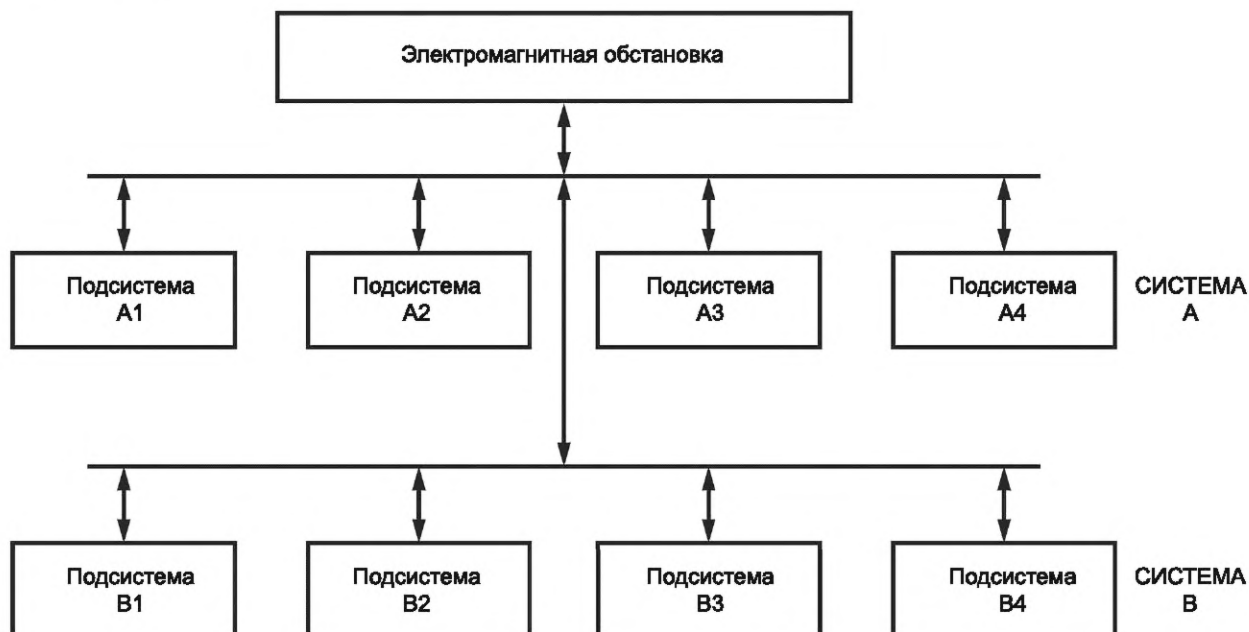 Электромагнитная обстановка
Подсистема
А1
Подсистема
А2
Подсистема
А3
Подсистема
А4
СИСТЕМА
А
Подсистема
В1
Подсистема
В2
Подсистема
В3
Подсистема
В4
СИСТЕМА
В